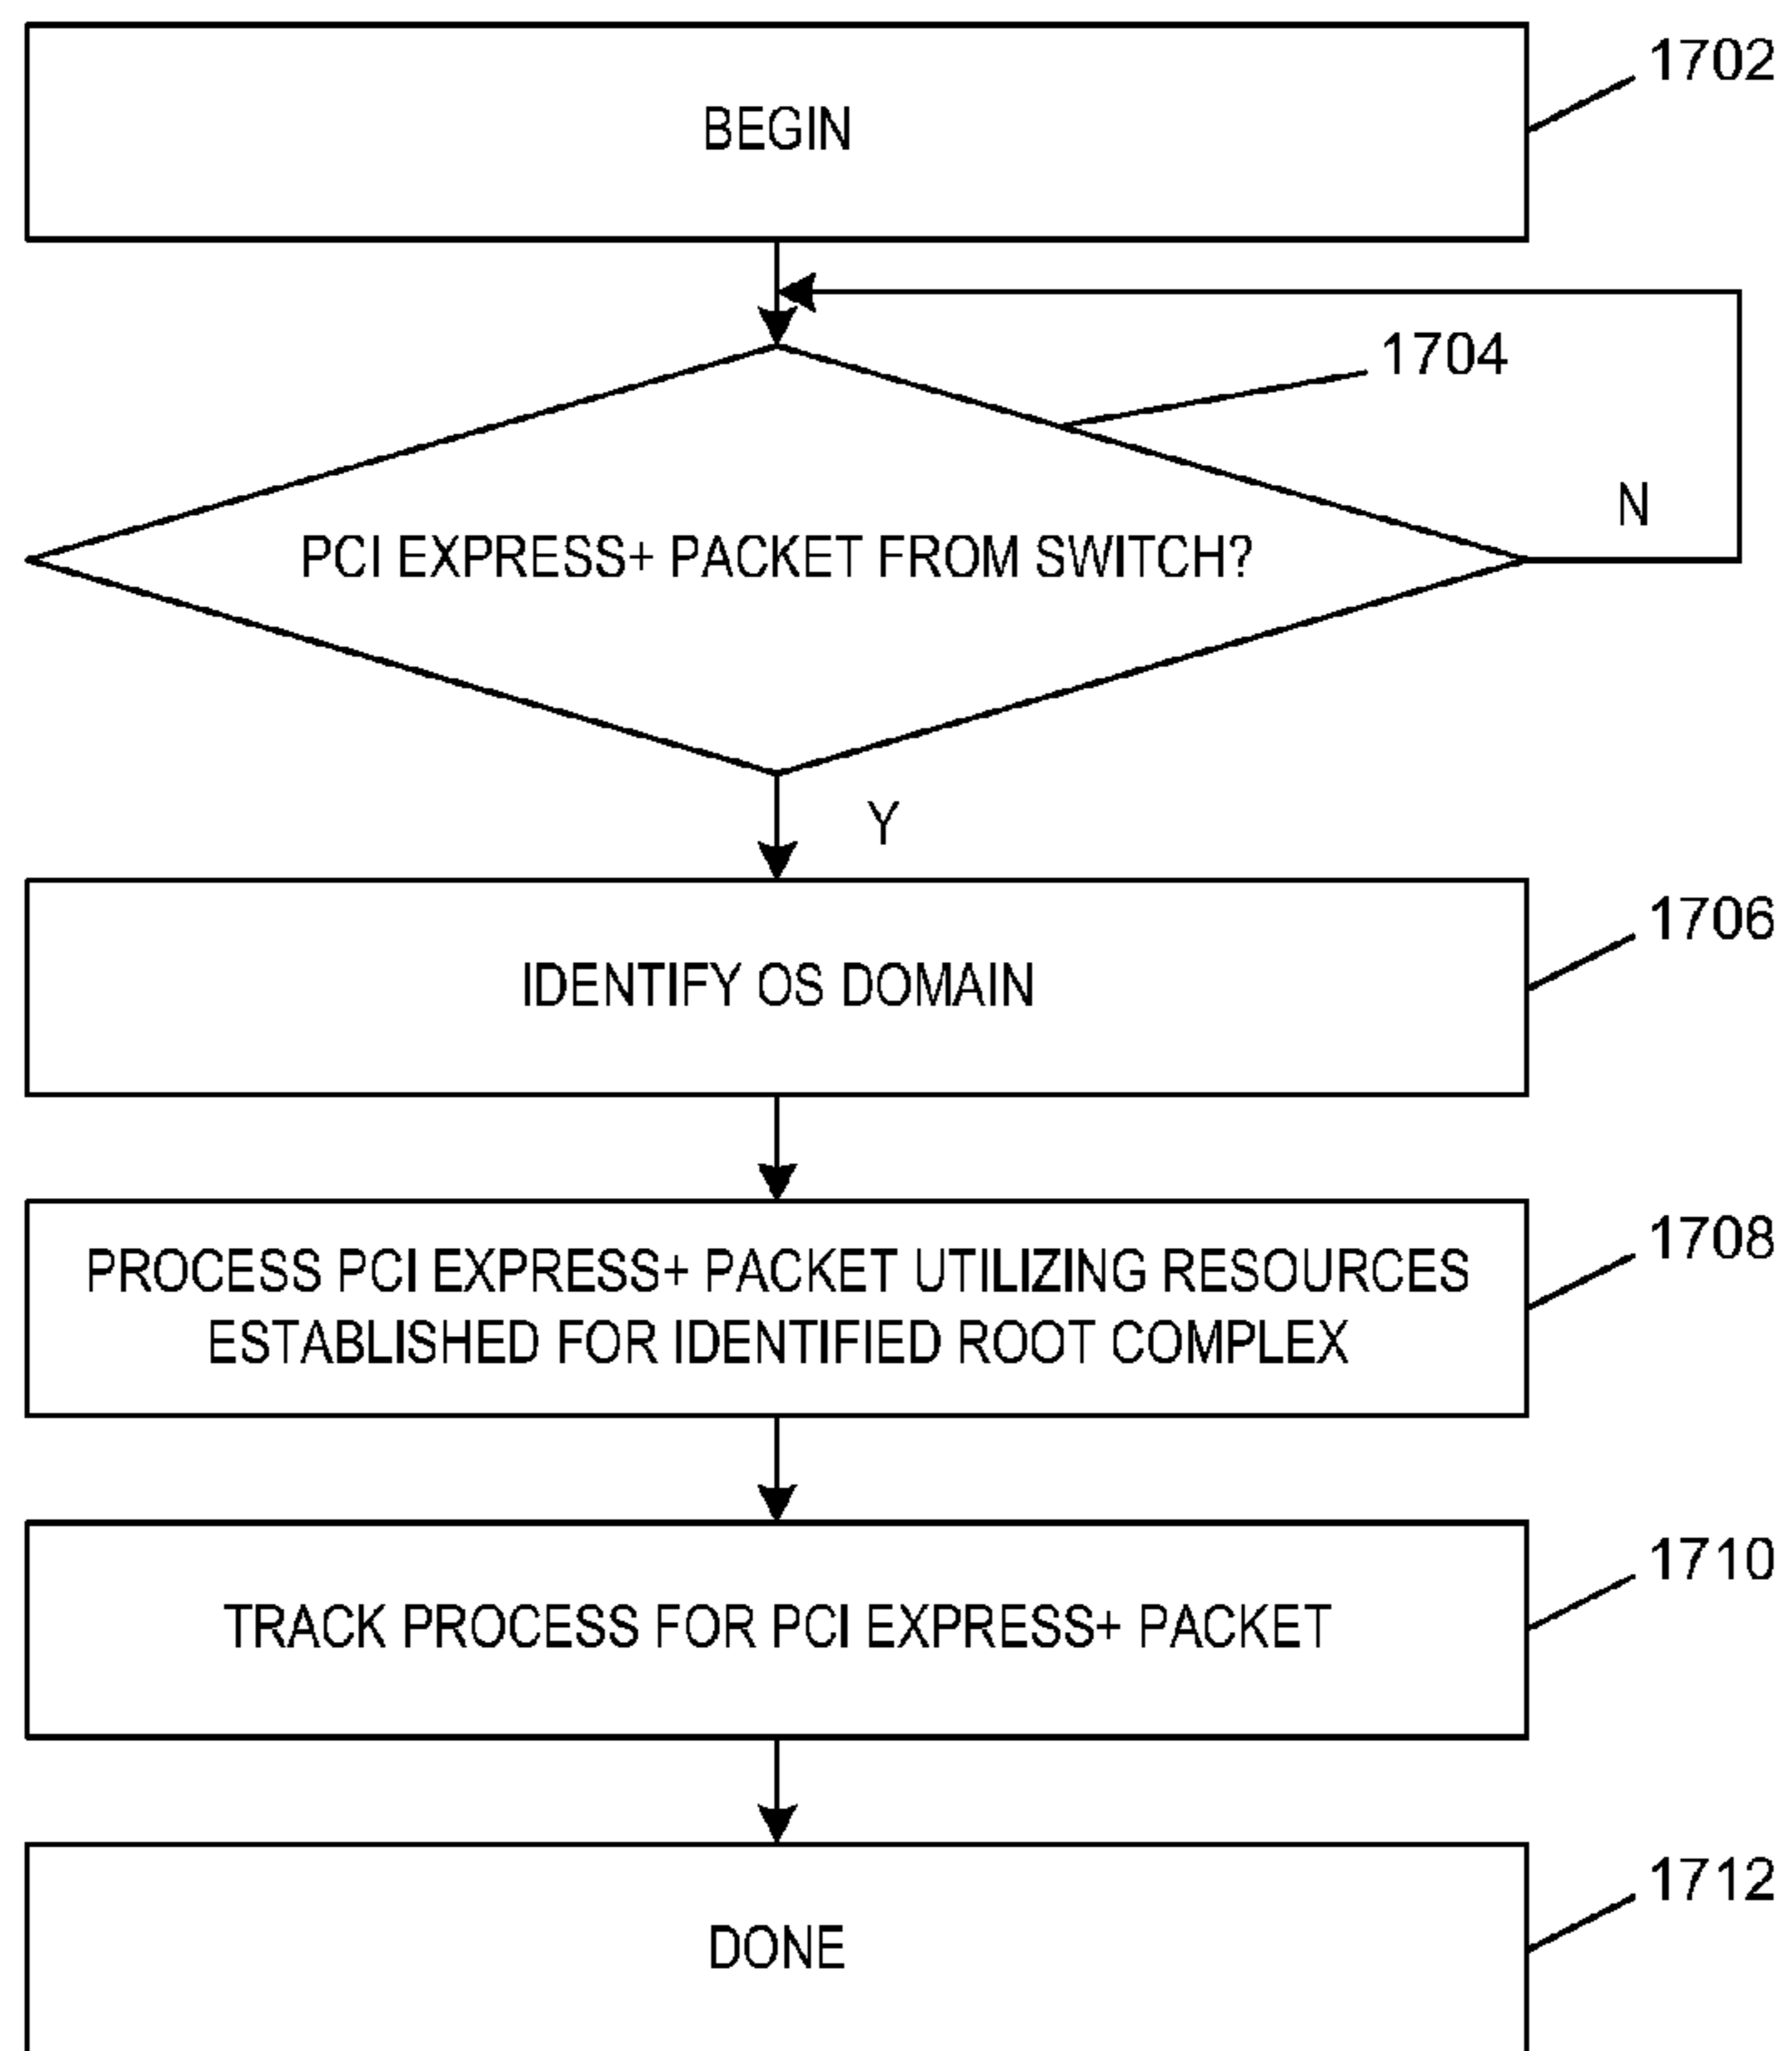 BEGIN
1702
1704
PCI EXPRESS+ PACKET FROM SWITCH?
N
Y
IDENTIFY OS DOMAIN
1706
PROCESS PCI EXPRESS+ PACKET UTILIZING RESOURCES
ESTABLISHED FOR IDENTIFIED ROOT COMPLEX
1708
TRACK PROCESS FOR PCI EXPRESS+ PACKET
1710
DONE
1712